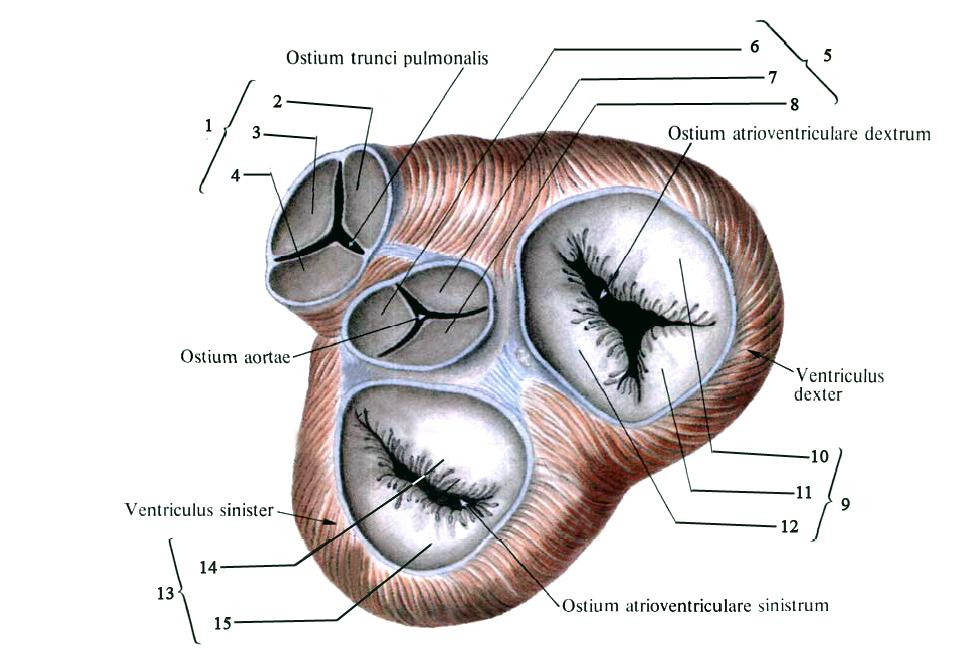 Ostium trunci pulmonalis
6
5
7
8
1
2
3
4
Ostium atrioventriculare dextrum
Ostium aortae
Ventriculus
dexter
10
11
9
12
Ventriculus sinister
14
13
15
Ostium atrioventriculare sinistrum